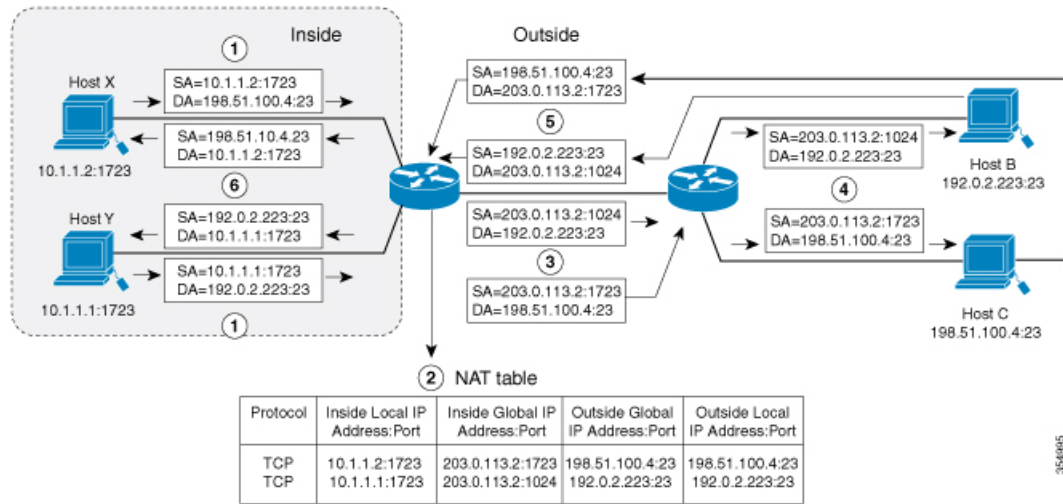 Inside
Outside
1
Host X
SA=10.1.1.2:1723
DA=198.51.100.4:23
SA=198.51.10.4.23
DA=10.1.1.2:1723
10.1.1.2:1723
6
Host Y
SA=192.0.2.223:23
DA=10.1.1.1:1723
SA=10.1.1.1:1723
DA=192.0.2.223:23
10.1.1.1:1723
1
SA=198.51.100.4:23
DA=203.0.113.2:1723
5
SA=192.0.2.223:23
DA=203.0.113.2:1024
SA=203.0.113.2:1024
DA=192.0.2.223:23
3
SA=203.0.113.2:1723
DA=198.51.100.4:23
SA=203.0.113.2:1024
DA=192.0.2.223:23
Host B
192.0.2.223:23
4
SA=203.0.113.2:1723
DA=198.51.100.4:23
Host C
198.51.100.4:23
2 NAT table
Protocol Inside Local IP Address:Port Inside Global IP Address:Port Outside Global IP Address:Port Outside Local IP Address:Port
TCP 10.1.1.2:1723 203.0.113.2:1723 198.51.100.4:23 198.51.100.4:23
TCP 10.1.1.1:1723 203.0.113.2:1024 192.0.2.223:23 192.0.2.223:23